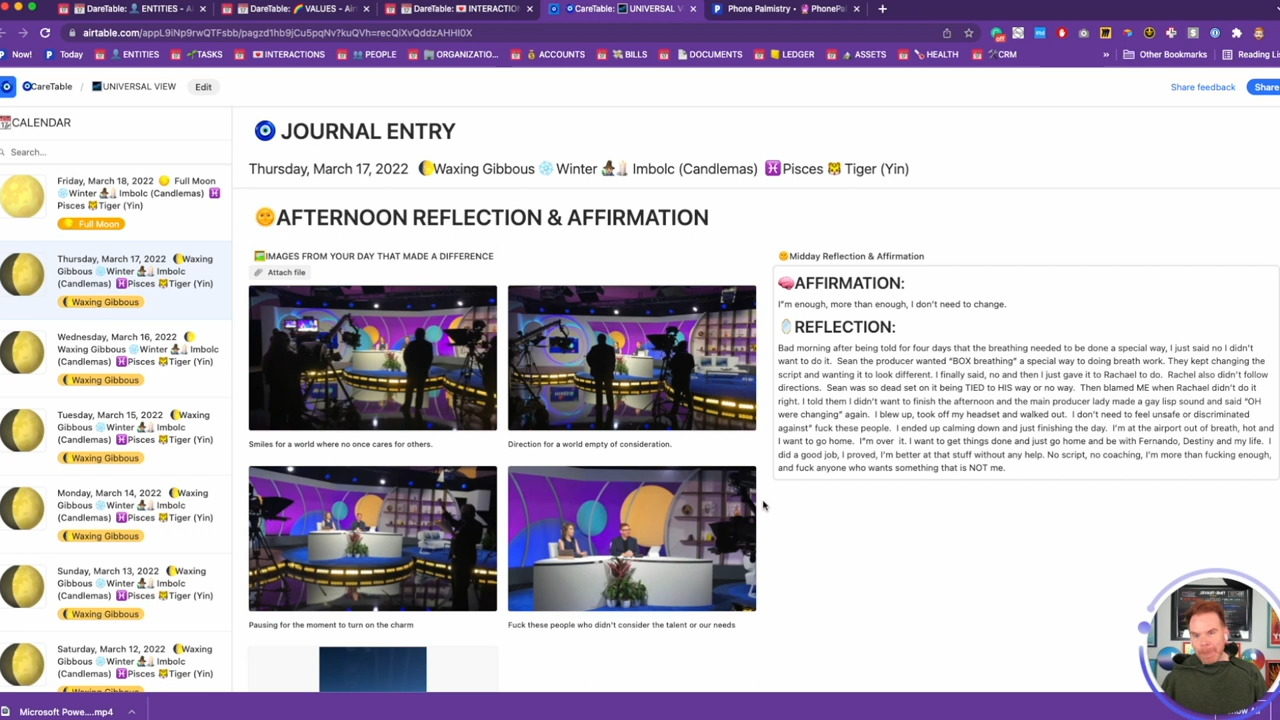 DareTable: ENTITIES - Ai
DareTable: VALUES - Air
DareTable: INTERACTION
CareTable: UNIVERSAL V
Phone Palmistry PhonePal
airtable.com/appL9iNp9rwQTFsbb/pagzd1hb9jCu5pqNv?kuQVh=recQiXvQddzAHHI0X
Now! Today ENTITIES TASKS INTERACTIONS PEOPLE ORGANIZATIO... ACCOUNTS BILLS DOCUMENTS LEDGER ASSETS HEALTH CRM » Other Bookmarks Reading Lis
CareTable / UNIVERSAL VIEW Edit Share feedback Share
CALENDAR
Search...
Friday, March 18, 2022 Full Moon
Winter Imbolc (Candlemas)
Pisces Tiger (Yin)
Full Moon
Thursday, March 17, 2022 Waxing
Gibbous Winter Imbolc
(Candlemas) Pisces Tiger (Yin)
Waxing Gibbous
Wednesday, March 16, 2022
Waxing Gibbous Winter Imbolc
(Candlemas) Pisces Tiger (Yin)
Waxing Gibbous
Tuesday, March 15, 2022 Waxing
Gibbous Winter Imbolc
(Candlemas) Pisces Tiger (Yin)
Waxing Gibbous
Monday, March 14, 2022 Waxing
Gibbous Winter Imbolc
(Candlemas) Pisces Tiger (Yin)
Waxing Gibbous
Sunday, March 13, 2022 Waxing
Gibbous Winter Imbolc
(Candlemas) Pisces Tiger (Yin)
Waxing Gibbous
Saturday, March 12, 2022 Waxing
Gibbous Winter Imbolc
(Candlemas) Pisces Tiger (Yin)
Waxing Gibbous
JOURNAL ENTRY
Thursday, March 17, 2022 Waxing Gibbous Winter Imbolc (Candlemas) Pisces Tiger (Yin)
AFTERNOON REFLECTION & AFFIRMATION
IMAGES FROM YOUR DAY THAT MADE A DIFFERENCE
Attach file
Smiles for a world where no once cares for others.
Direction for a world empty of consideration.
Pausing for the moment to turn on the charm
Fuck these people who didn't consider the talent or our needs
Midday Reflection & Affirmation
AFFIRMATION:
I"m enough, more than enough, I don't need to change.
REFLECTION:
Bad morning after being told for four days that the breathing needed to be done a special way, I just said no I didn't
want to do it. Sean the producer wanted "BOX breathing" a special way to doing breath work. They kept changing the
script and wanting it to look different. I finally said, no and then I just gave it to Rachael to do. Rachel also didn't follow
directions. Sean was so dead set on it being TIED to HIS way or no way. Then blamed ME when Rachael didn't do it
right. I told them I didn't want to finish the afternoon and the main producer lady made a gay lisp sound and said "OH
were changing" again. I blew up, took off my headset and walked out. I don't need to feel unsafe or discriminated
against" fuck these people. I ended up calming down and just finishing the day. I'm at the airport out of breath, hot and
I want to go home. I"m over it. I want to get things done and just go home and be with Fernando, Destiny and my life. I
did a good job, I proved, I'm better at that stuff without any help. No script, no coaching, I'm more than fucking enough,
and fuck anyone who wants something that is NOT me.
Microsoft Powe....mp4